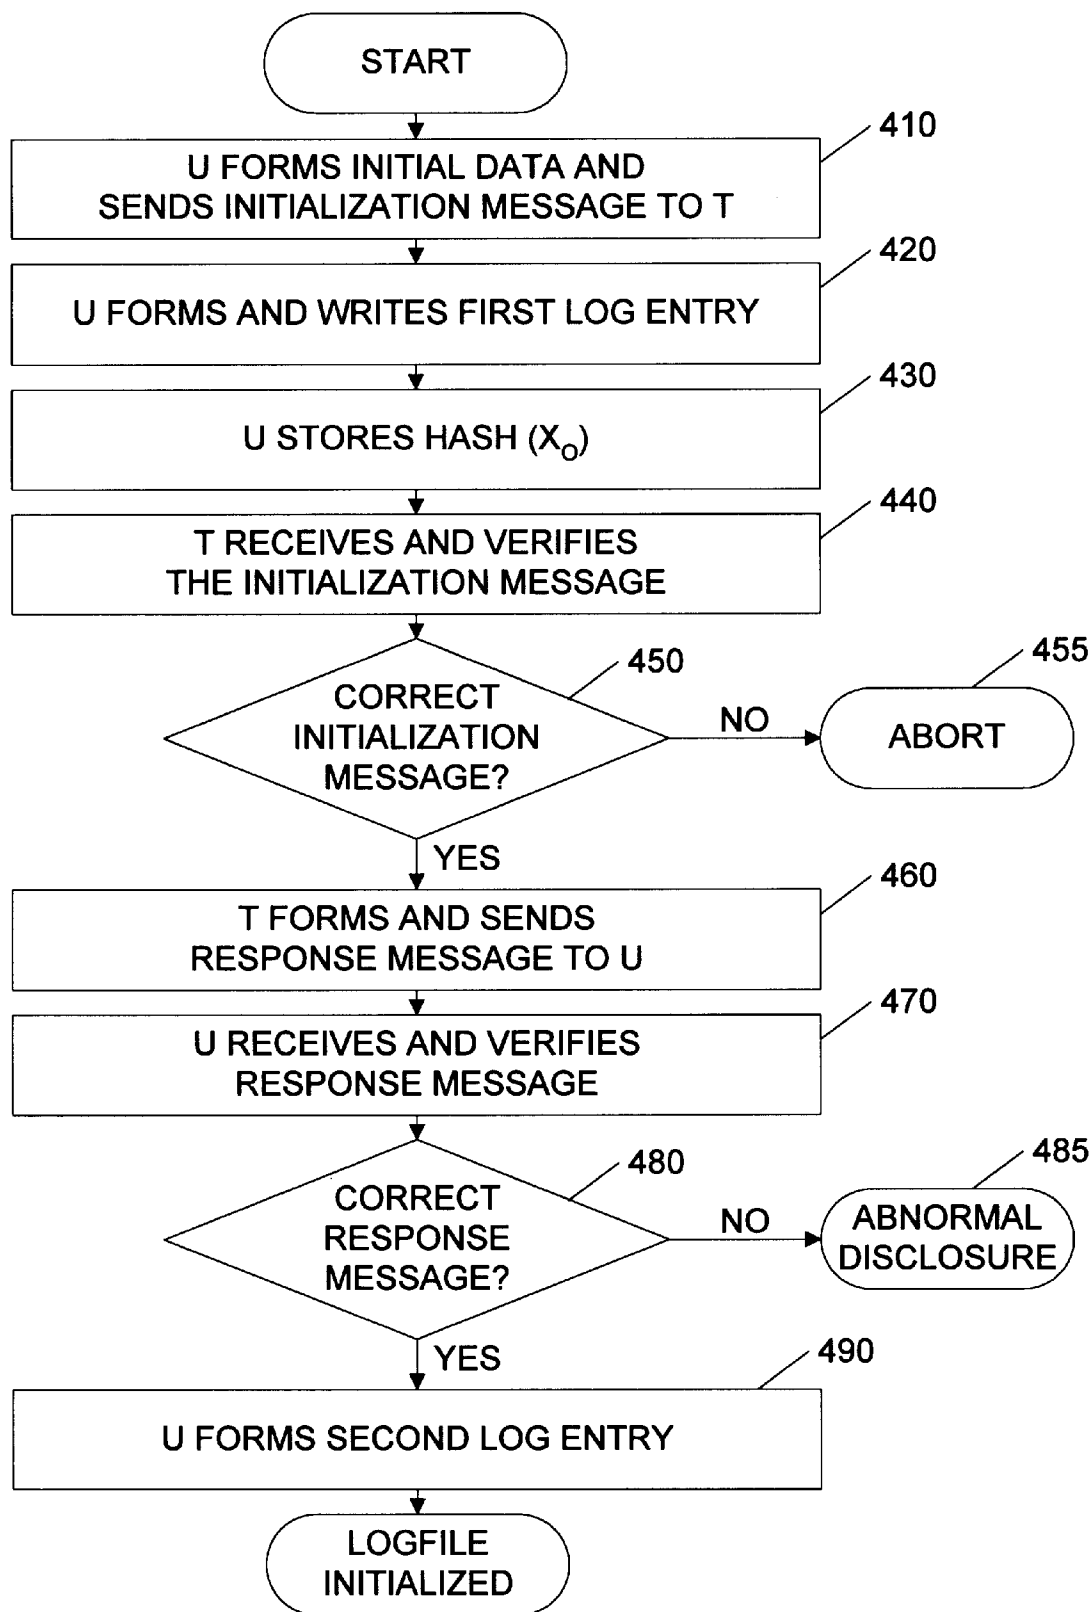 START
410
U FORMS INITIAL DATA AND
SENDS INITIALIZATION MESSAGE TO T
420
U FORMS AND WRITES FIRST LOG ENTRY
430
U STORES HASH (X₀)
440
T RECEIVES AND VERIFIES
THE INITIALIZATION MESSAGE
450
CORRECT
INITIALIZATION
MESSAGE?
NO
455
ABORT
YES
460
T FORMS AND SENDS
RESPONSE MESSAGE TO U
470
U RECEIVES AND VERIFIES
RESPONSE MESSAGE
480
CORRECT
RESPONSE
MESSAGE?
NO
485
ABNORMAL
DISCLOSURE
YES
490
U FORMS SECOND LOG ENTRY
LOGFILE
INITIALIZED